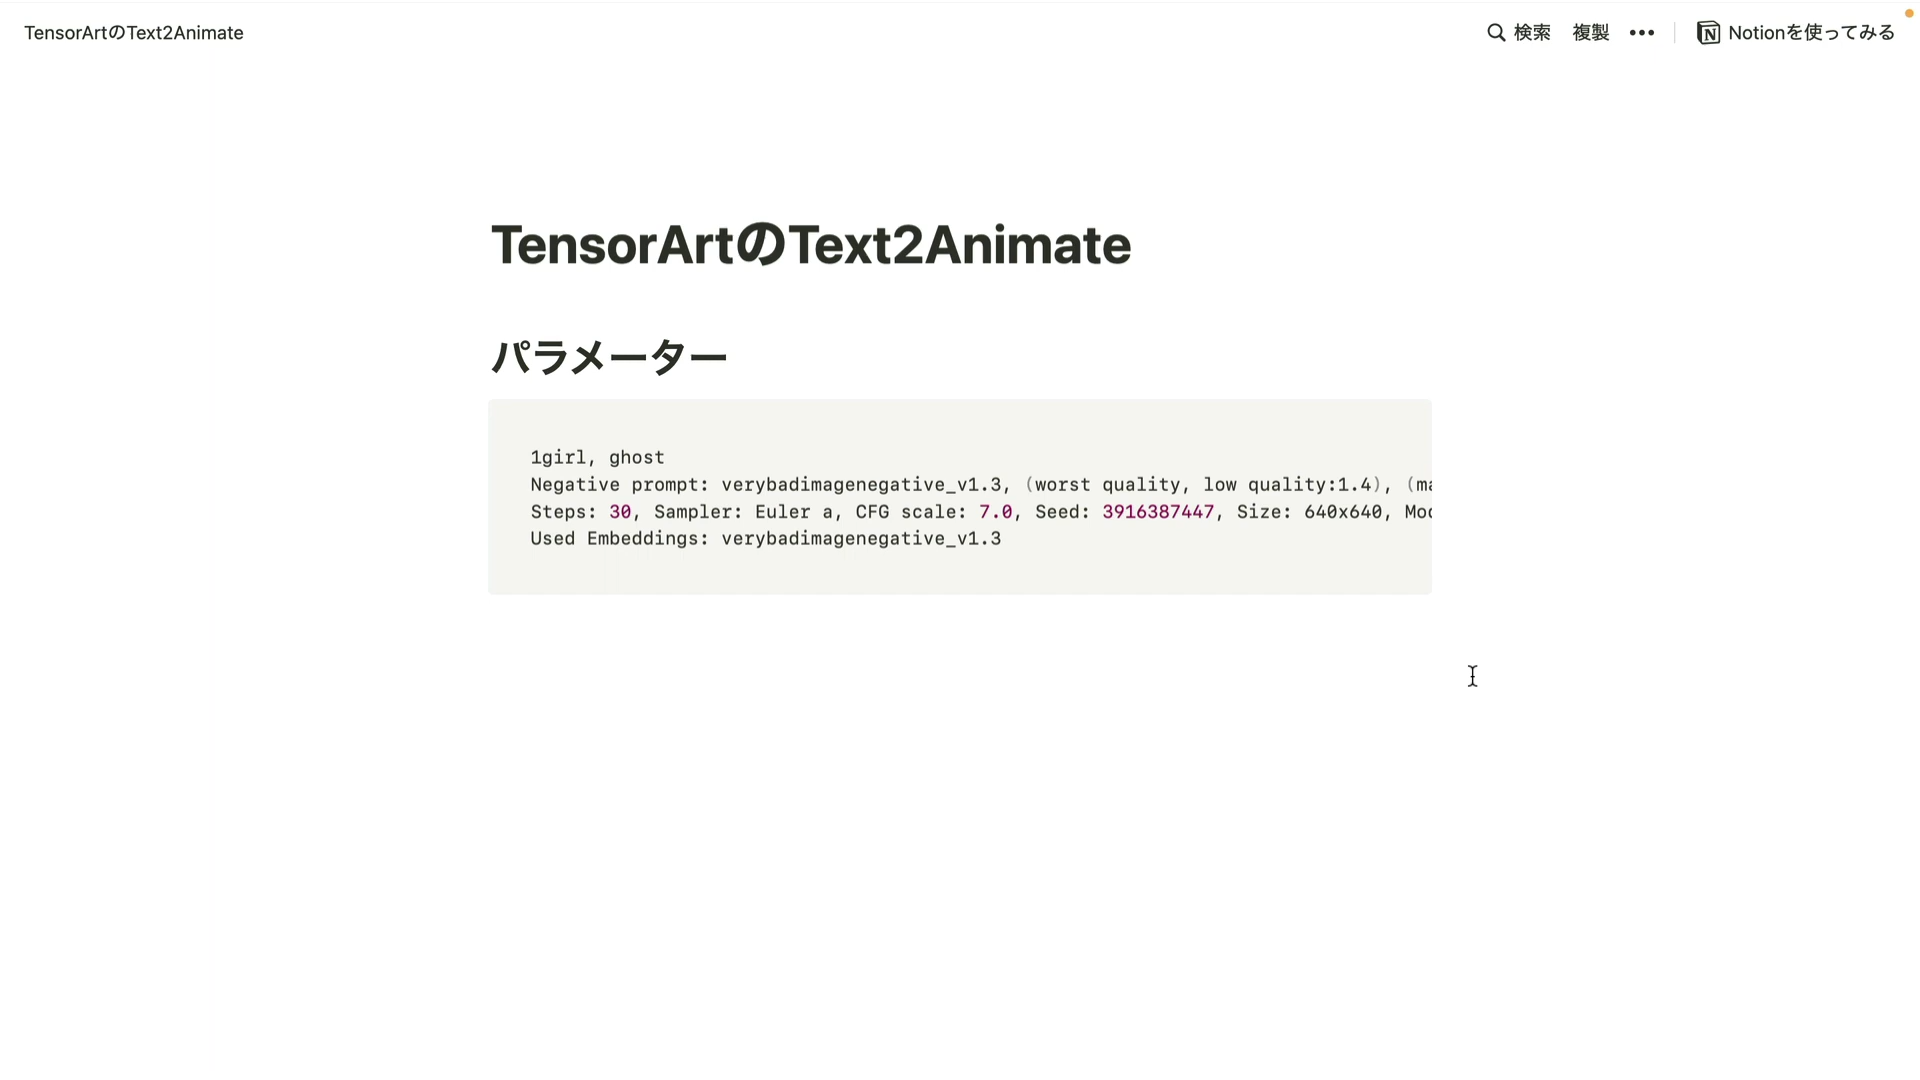 TensorArtのText2Animate
検索 複製 ••• Notionを使ってみる
TensorArtのText2Animate
パラメーター
1girl, ghost
Negative prompt: verybadimagenegative_v1.3, (worst quality, low quality:1.4), (
Steps: 30, Sampler: Euler a, CFG scale: 7.0, Seed: 3916387447, Size: 640x640,
Used Embeddings: verybadimagenegative_v1.3